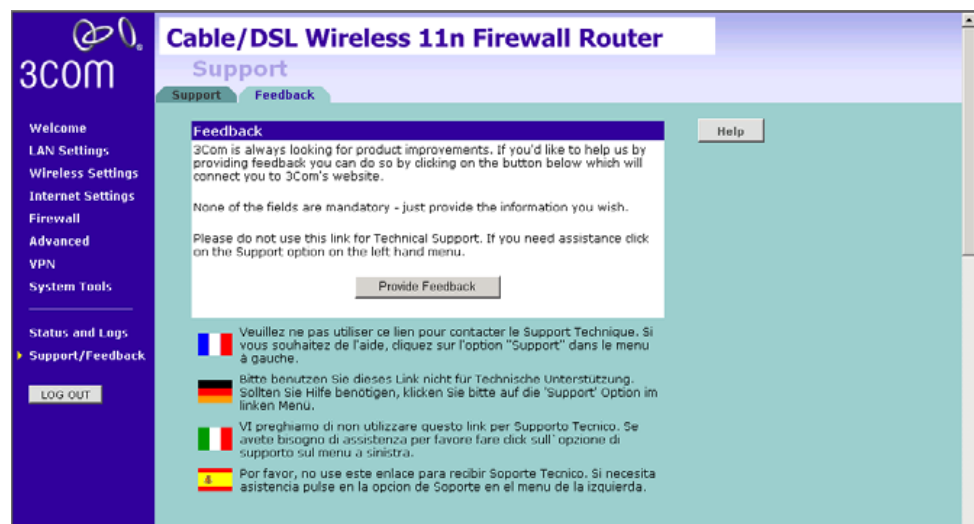 3COM
Cable/DSL Wireless 11n Firewall Router
Support
Support
Feedback
Welcome
LAN Settings
Wireless Settings
Internet Settings
Firewall
Advanced
VPN
System Tools
Status and Logs
Support/Feedback
LOG OUT
Feedback
3Com is always looking for product improvements. If you'd like to help us by
providing feedback you can do so by clicking on the button below which will
connect you to 3Com's website.
None of the fields are mandatory - just provide the information you wish.
Please do not use this link for Technical Support. If you need assistance click
on the Support option on the left hand menu.
Provide Feedback
Help
Veuillez ne pas utiliser ce lien pour contacter le Support Technique. Si
vous souhaitez de l'aide, cliquez sur l'option "Support" dans le menu
à gauche.
Bitte benutzen Sie dieses Link nicht für Technische Unterstützung.
Sollten Sie Hilfe benötigen, klicken Sie bitte auf die 'Support' Option im
linken Menü.
VI preghiamo di non utilizzare questo link per Supporto Tecnico. Se
avete bisogno di assistenza per favore fare click sull` opzione di
supporto sul menu a sinistra.
Por favor, no use este enlace para recibir Soporte Tecnico. Si necesita
asistencia pulse en la opcion de Soporte en el menu de la izquierda.